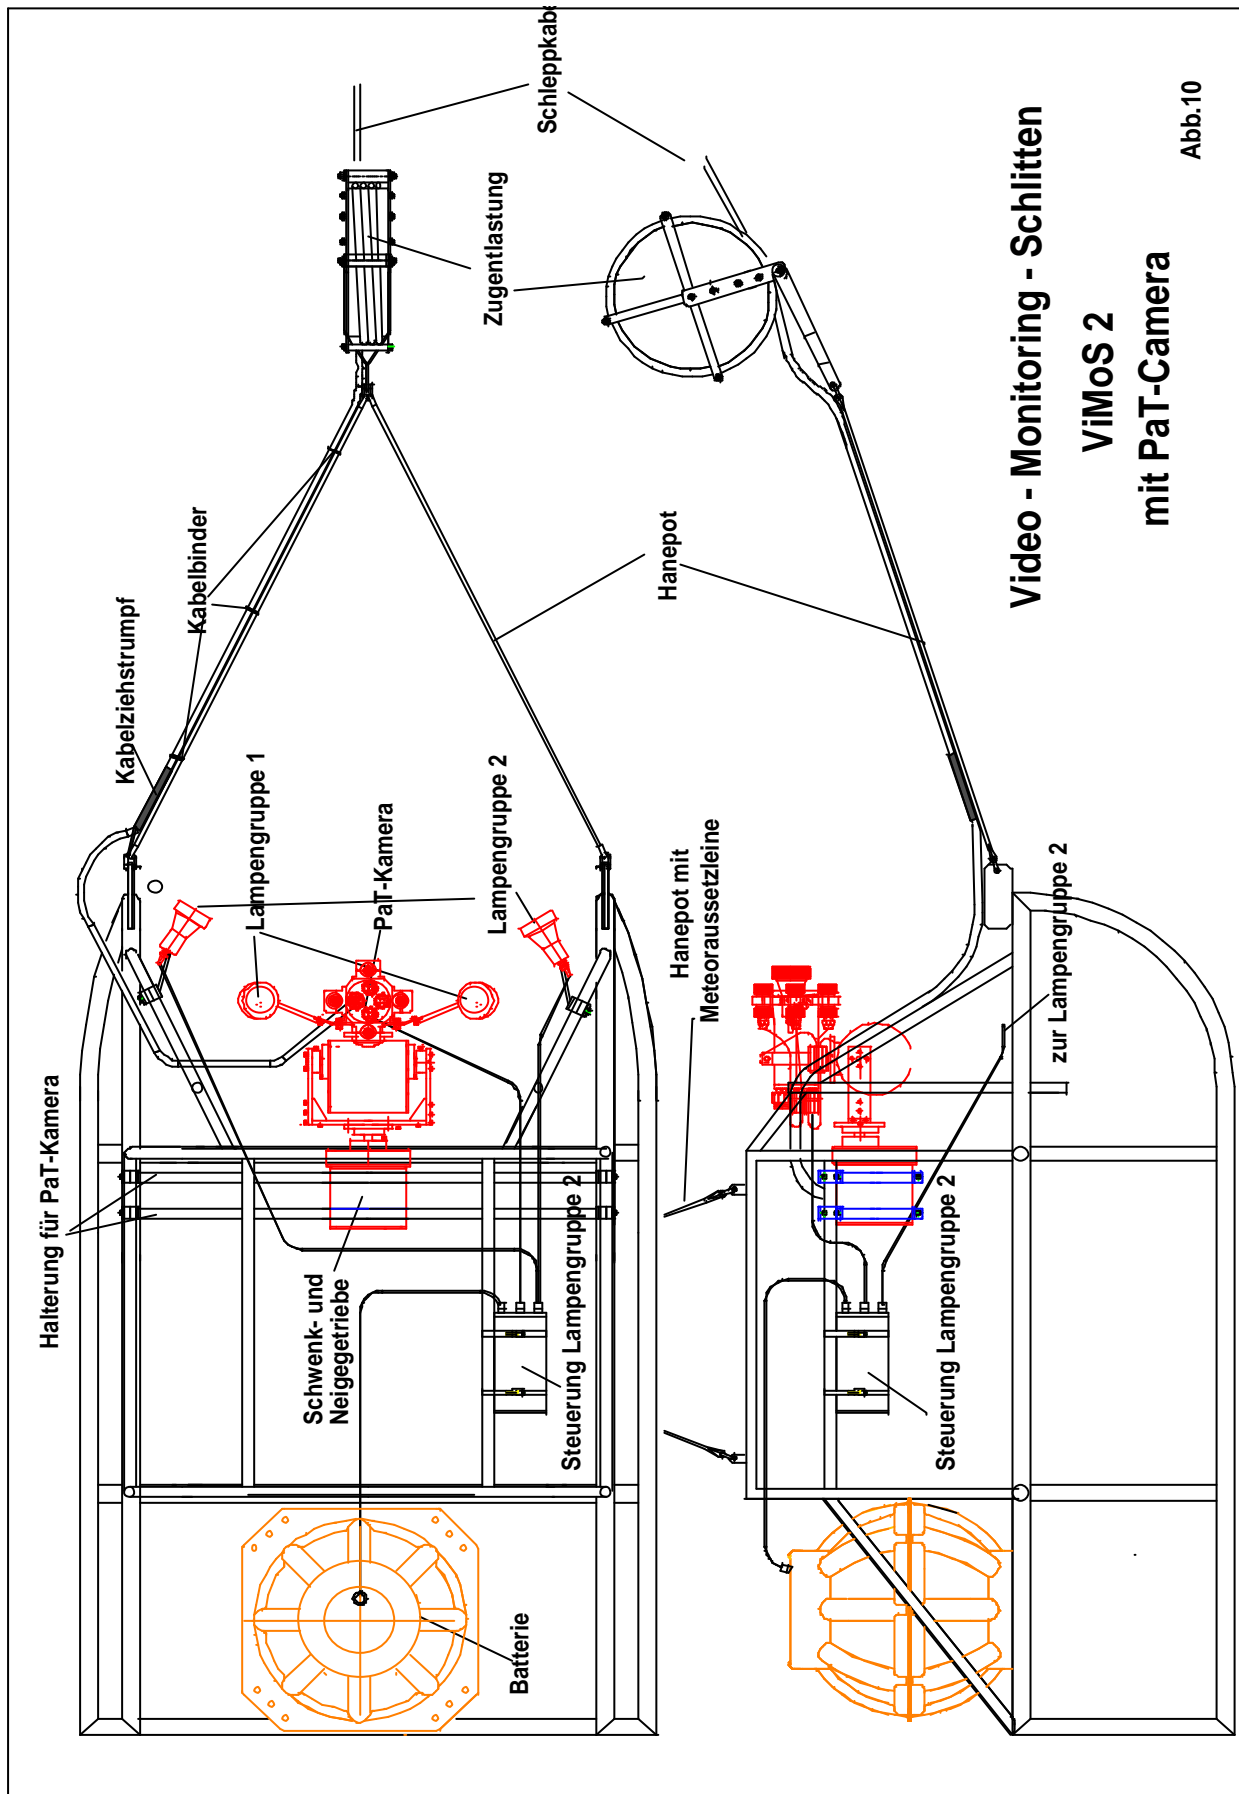 Schleppkabe
Zugentlastung
Kabelbinder
Kabelziehstrumpf
Hanepot
Lampengruppe 1
PaT-Kamera
Lampengruppe 2
Halterung für PaT-Kamera
Schwenk- und
Neigegetriebe
Steuerung Lampengruppe 2
Batterie
Hanepot mit
Meteoraussetzleine
zur Lampengruppe 2
Steuerung Lampengruppe 2
Video - Monitoring - Schlitten
ViMoS 2
mit PaT-Camera
Abb.10